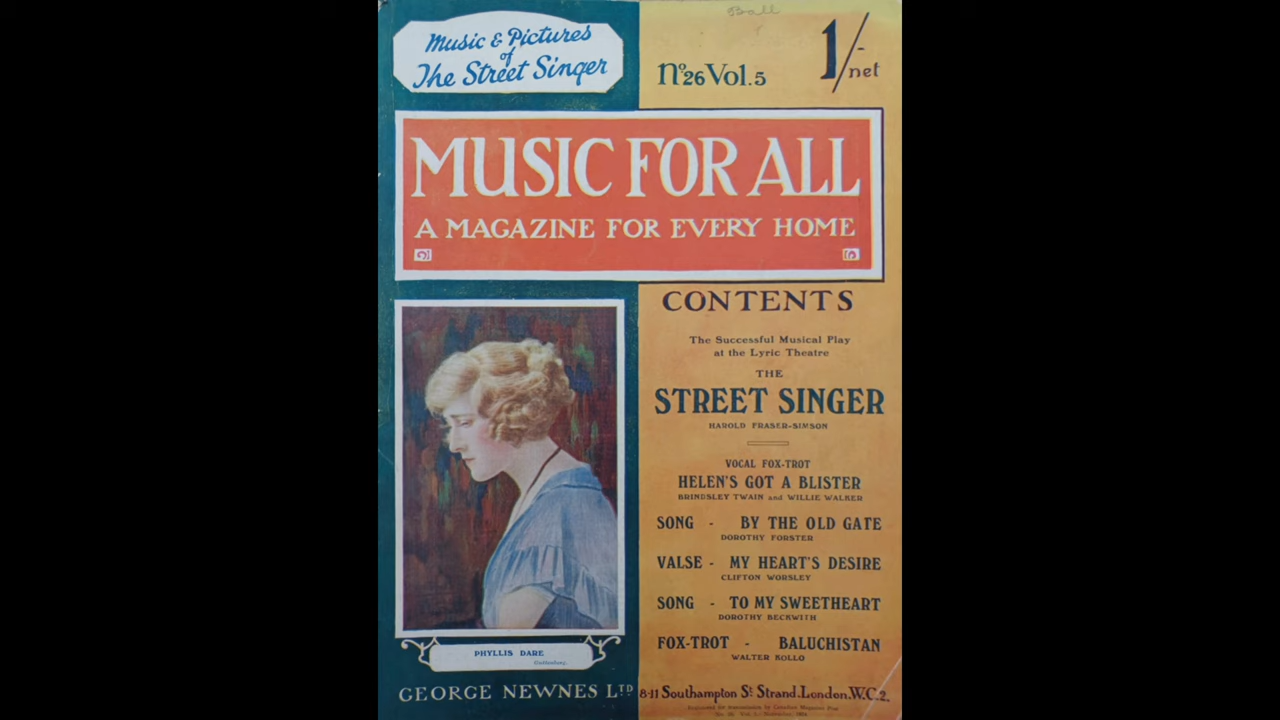 Ball
Music & Pictures
of
The Street Singer
No. 26 Vol. 5
1/- net
MUSIC FOR ALL
A MAGAZINE FOR EVERY HOME
CONTENTS
The Successful Musical Play
at the Lyric Theatre
THE
STREET SINGER
HAROLD FRASER-SIMSON
VOCAL FOX-TROT
HELEN'S GOT A BLISTER
BRINDSLEY TWAIN and WILLIE WALKER
SONG - BY THE OLD GATE
DOROTHY FORSTER
VALSE - MY HEART'S DESIRE
CLIFTON WORSLEY
SONG - TO MY SWEETHEART
DOROTHY BECKWITH
FOX-TROT - BALUCHISTAN
WALTER KOLLO
PHYLLIS DARE
GEORGE NEWNES LTD 8-11 Southampton St. Strand. London. W.C.2.